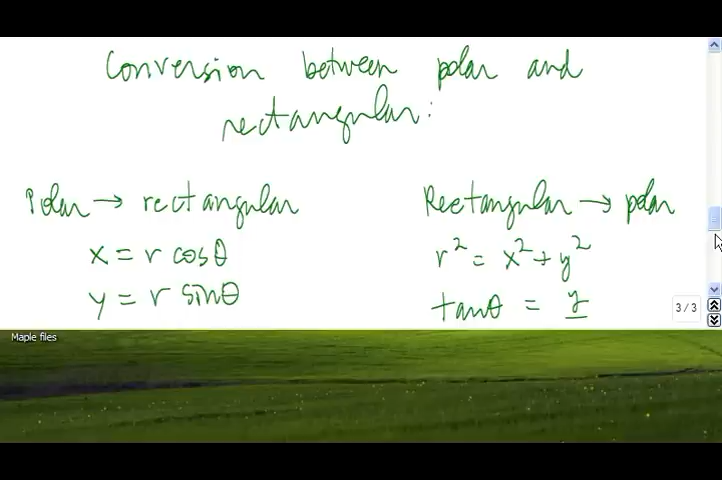 Conversion between polar and
rectangular:
Polar → rectangular
x = r cosθ
y = r sinθ
Rectangular → polar
r² = x² + y²
tanθ = y
3 / 3
Maple files